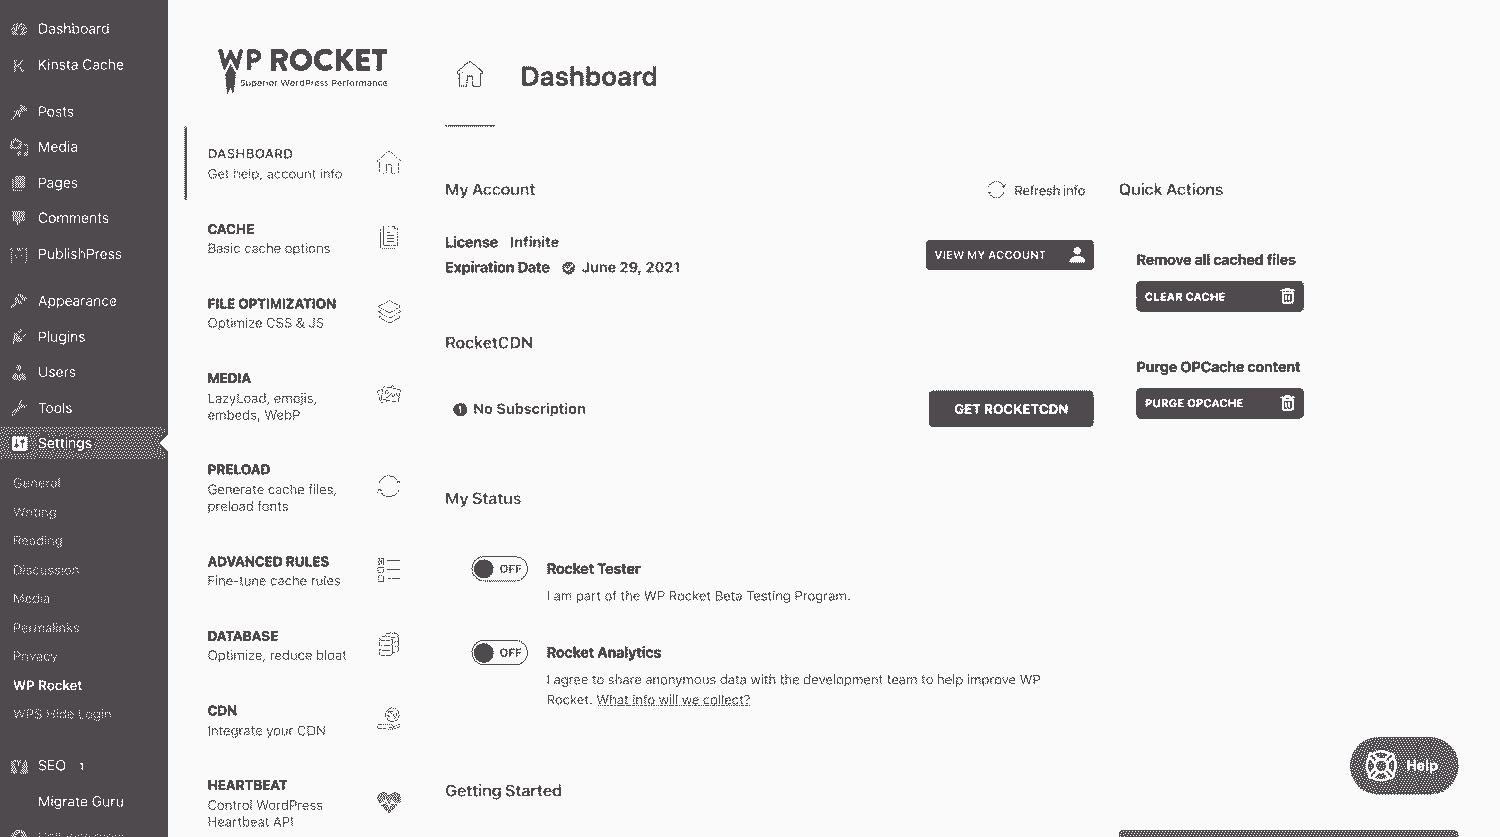 Dashboard
Kinsta Cache
Posts
Media
Pages
Comments
PublishPress
Appearance
Plugins
Users
Tools
Settings
General
Writing
Reading
Discussion
Media
Permalinks
Privacy
WP Rocket
WPS Hide Login
SEO 1
Migrate Guru
WP ROCKET
Superior WordPress Performance
DASHBOARD
Get help, account info
CACHE
Basic cache options
FILE OPTIMIZATION
Optimize CSS & JS
MEDIA
LazyLoad, emojis,
embeds, WebP
PRELOAD
Generate cache files,
preload fonts
ADVANCED RULES
Fine-tune cache rules
DATABASE
Optimize, reduce bloat
CDN
Integrate your CDN
HEARTBEAT
Control WordPress
Heartbeat API
Dashboard
My Account
Refresh info
License Infinite
Expiration Date June 29, 2021
VIEW MY ACCOUNT
RocketCDN
No Subscription
GET ROCKETCDN
My Status
OFF Rocket Tester
I am part of the WP Rocket Beta Testing Program.
OFF Rocket Analytics
I agree to share anonymous data with the development team to help improve WP
Rocket. What info will we collect?
Getting Started
Quick Actions
Remove all cached files
CLEAR CACHE
Purge OPCache content
PURGE OPCACHE
Help